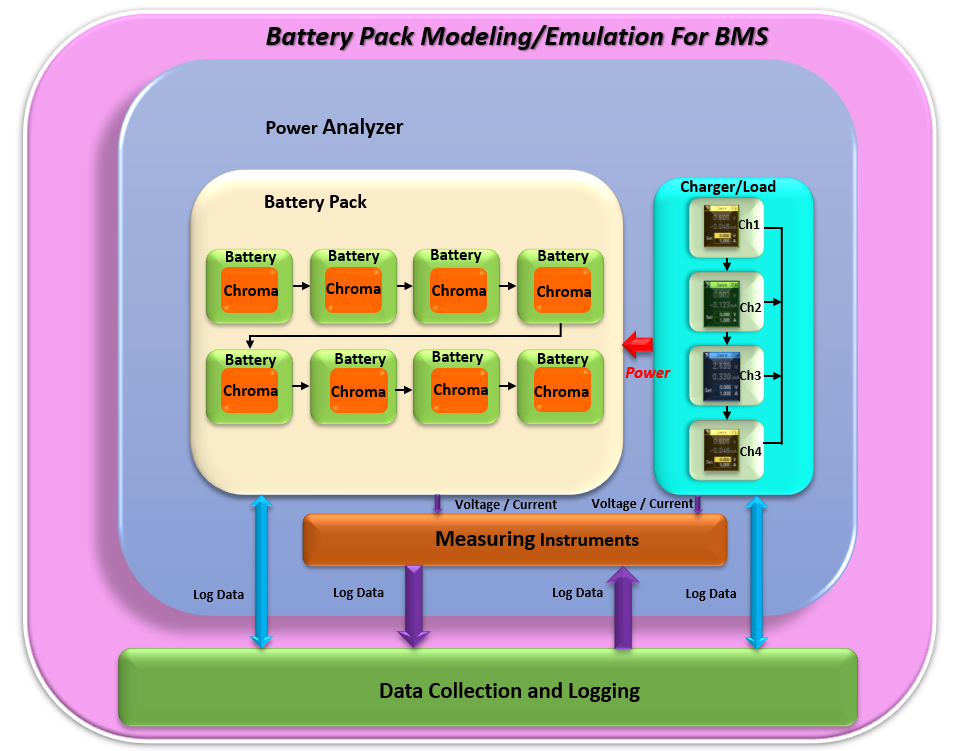 Battery Pack Modeling/Emulation For BMS
Power Analyzer
Charger/Load
Battery Pack
Ch1
Battery Battery Battery Battery
Chroma Chroma Chroma Chroma
Ch2
Battery Battery Battery Battery
Chroma Chroma Chroma Chroma
Power
Ch3
Ch4
Voltage / Current Voltage / Current
Measuring Instruments
Log Data Log Data Log Data Log Data
Data Collection and Logging